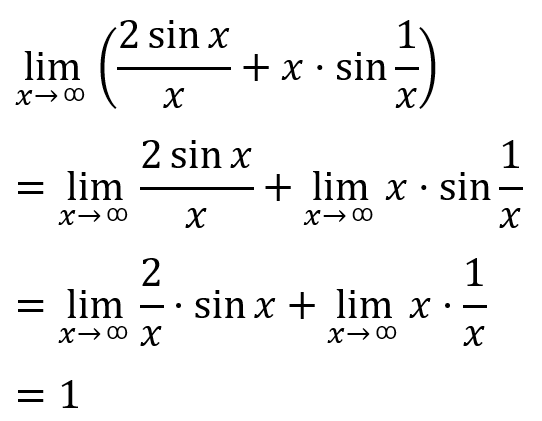 lim_{x→∞} (2 sin x / x + x · sin 1/x)
= lim_{x→∞} 2 sin x / x + lim_{x→∞} x · sin 1/x
= lim_{x→∞} 2/x · sin x + lim_{x→∞} x · 1/x
= 1